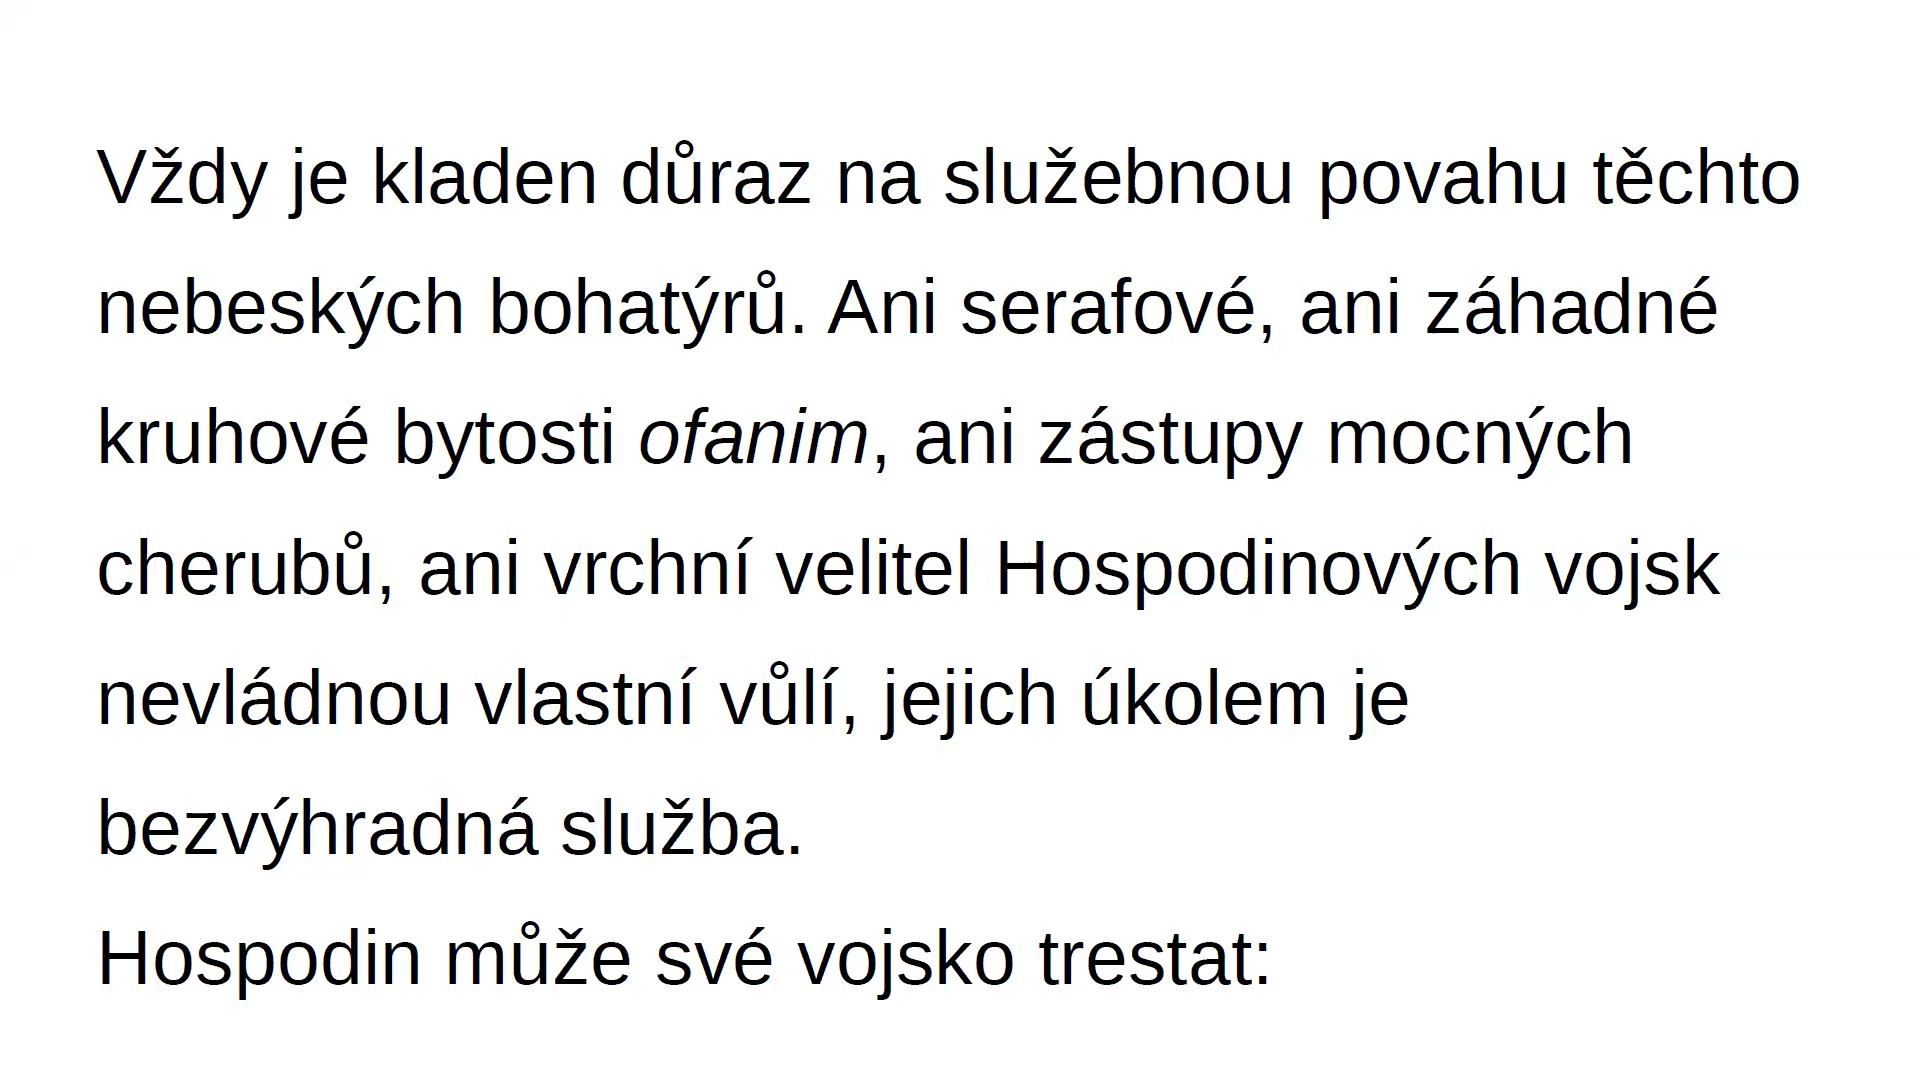 Vždy je kladen důraz na služebnou povahu těchto
nebeských bohatýrů. Ani serafové, ani záhadné
kruhové bytosti ofanim, ani zástupy mocných
cherubů, ani vrchní velitel Hospodinových vojsk
nevládnou vlastní vůlí, jejich úkolem je
bezvýhradná služba.
Hospodin může své vojsko trestat: